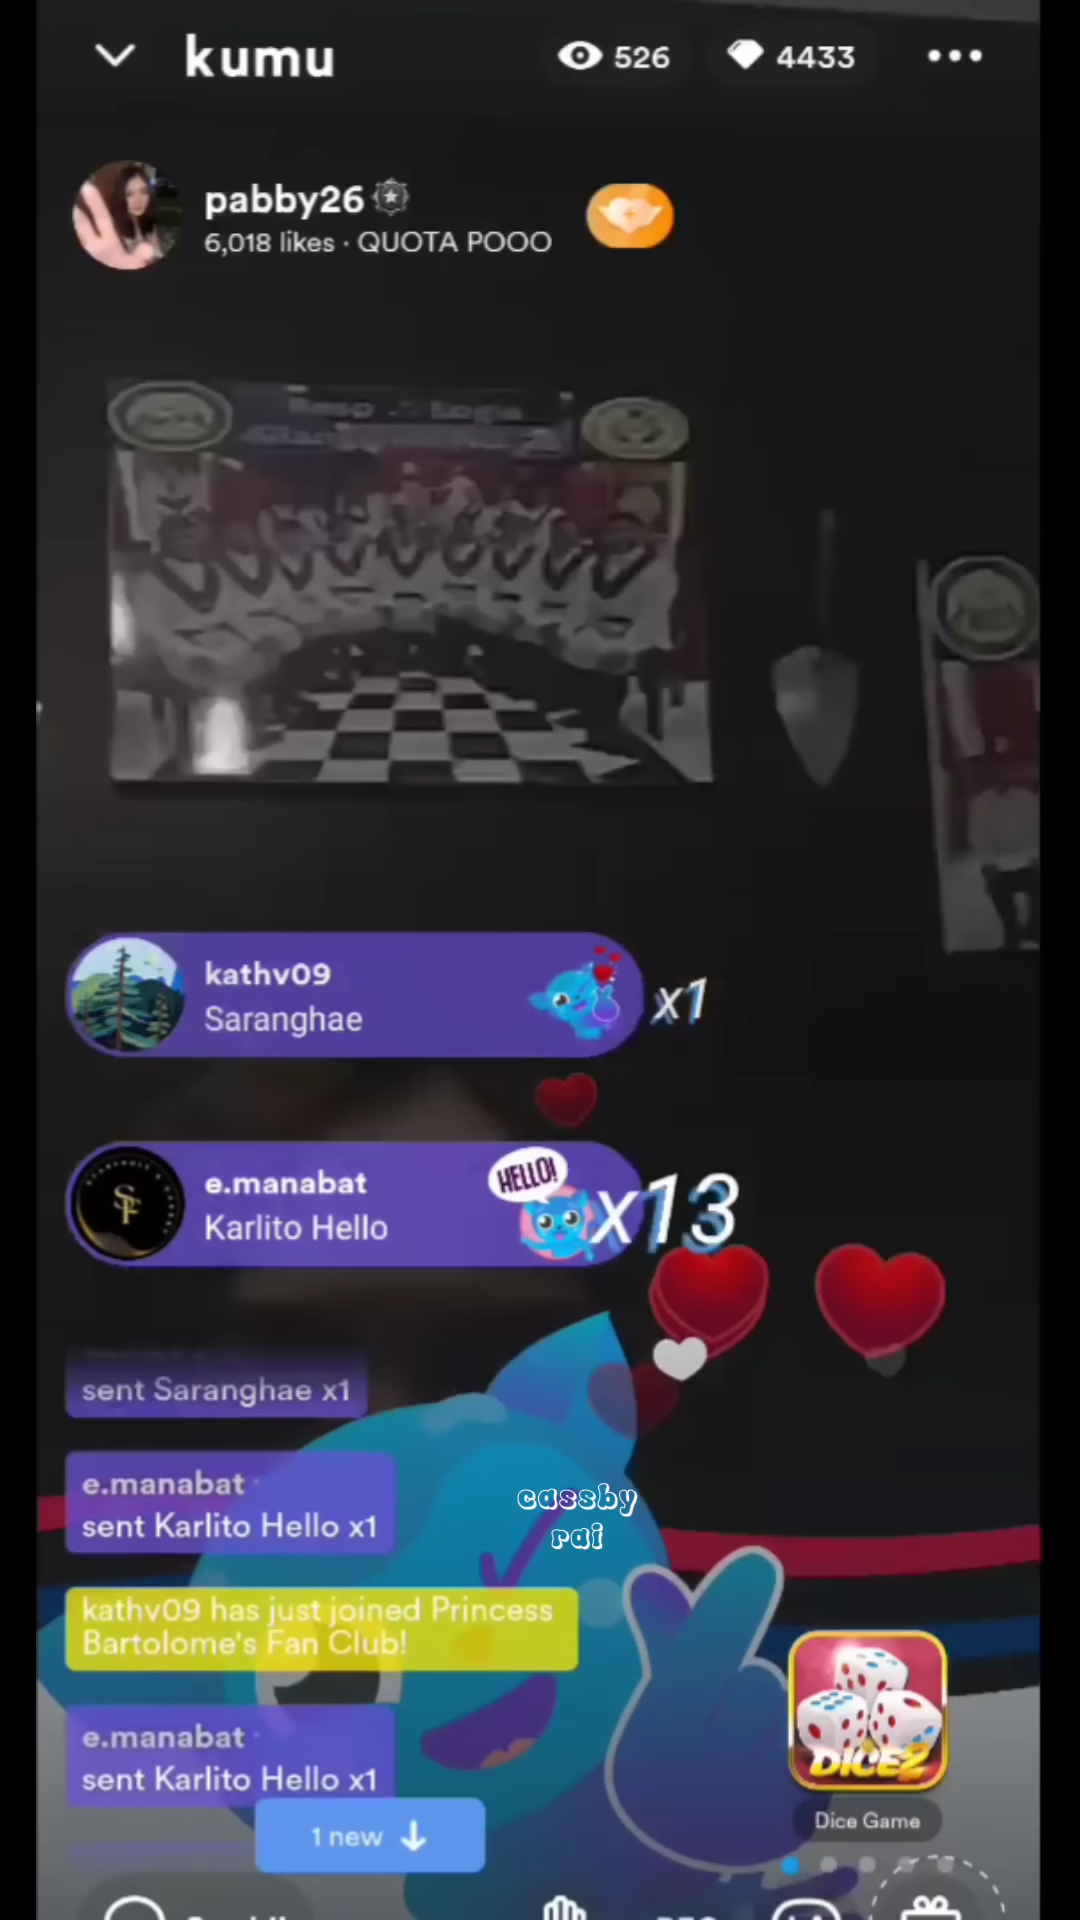 kumu
526
4433
pabby26
6,018 likes · QUOTA POOO
kathv09
Saranghae
x1
HELLO!
e.manabat
Karlito Hello
x13
sent Saranghae x1
e.manabat
sent Karlito Hello x1
cassby
rai
kathv09 has just joined Princess
Bartolome's Fan Club!
e.manabat
sent Karlito Hello x1
DICE2
1 new
Dice Game